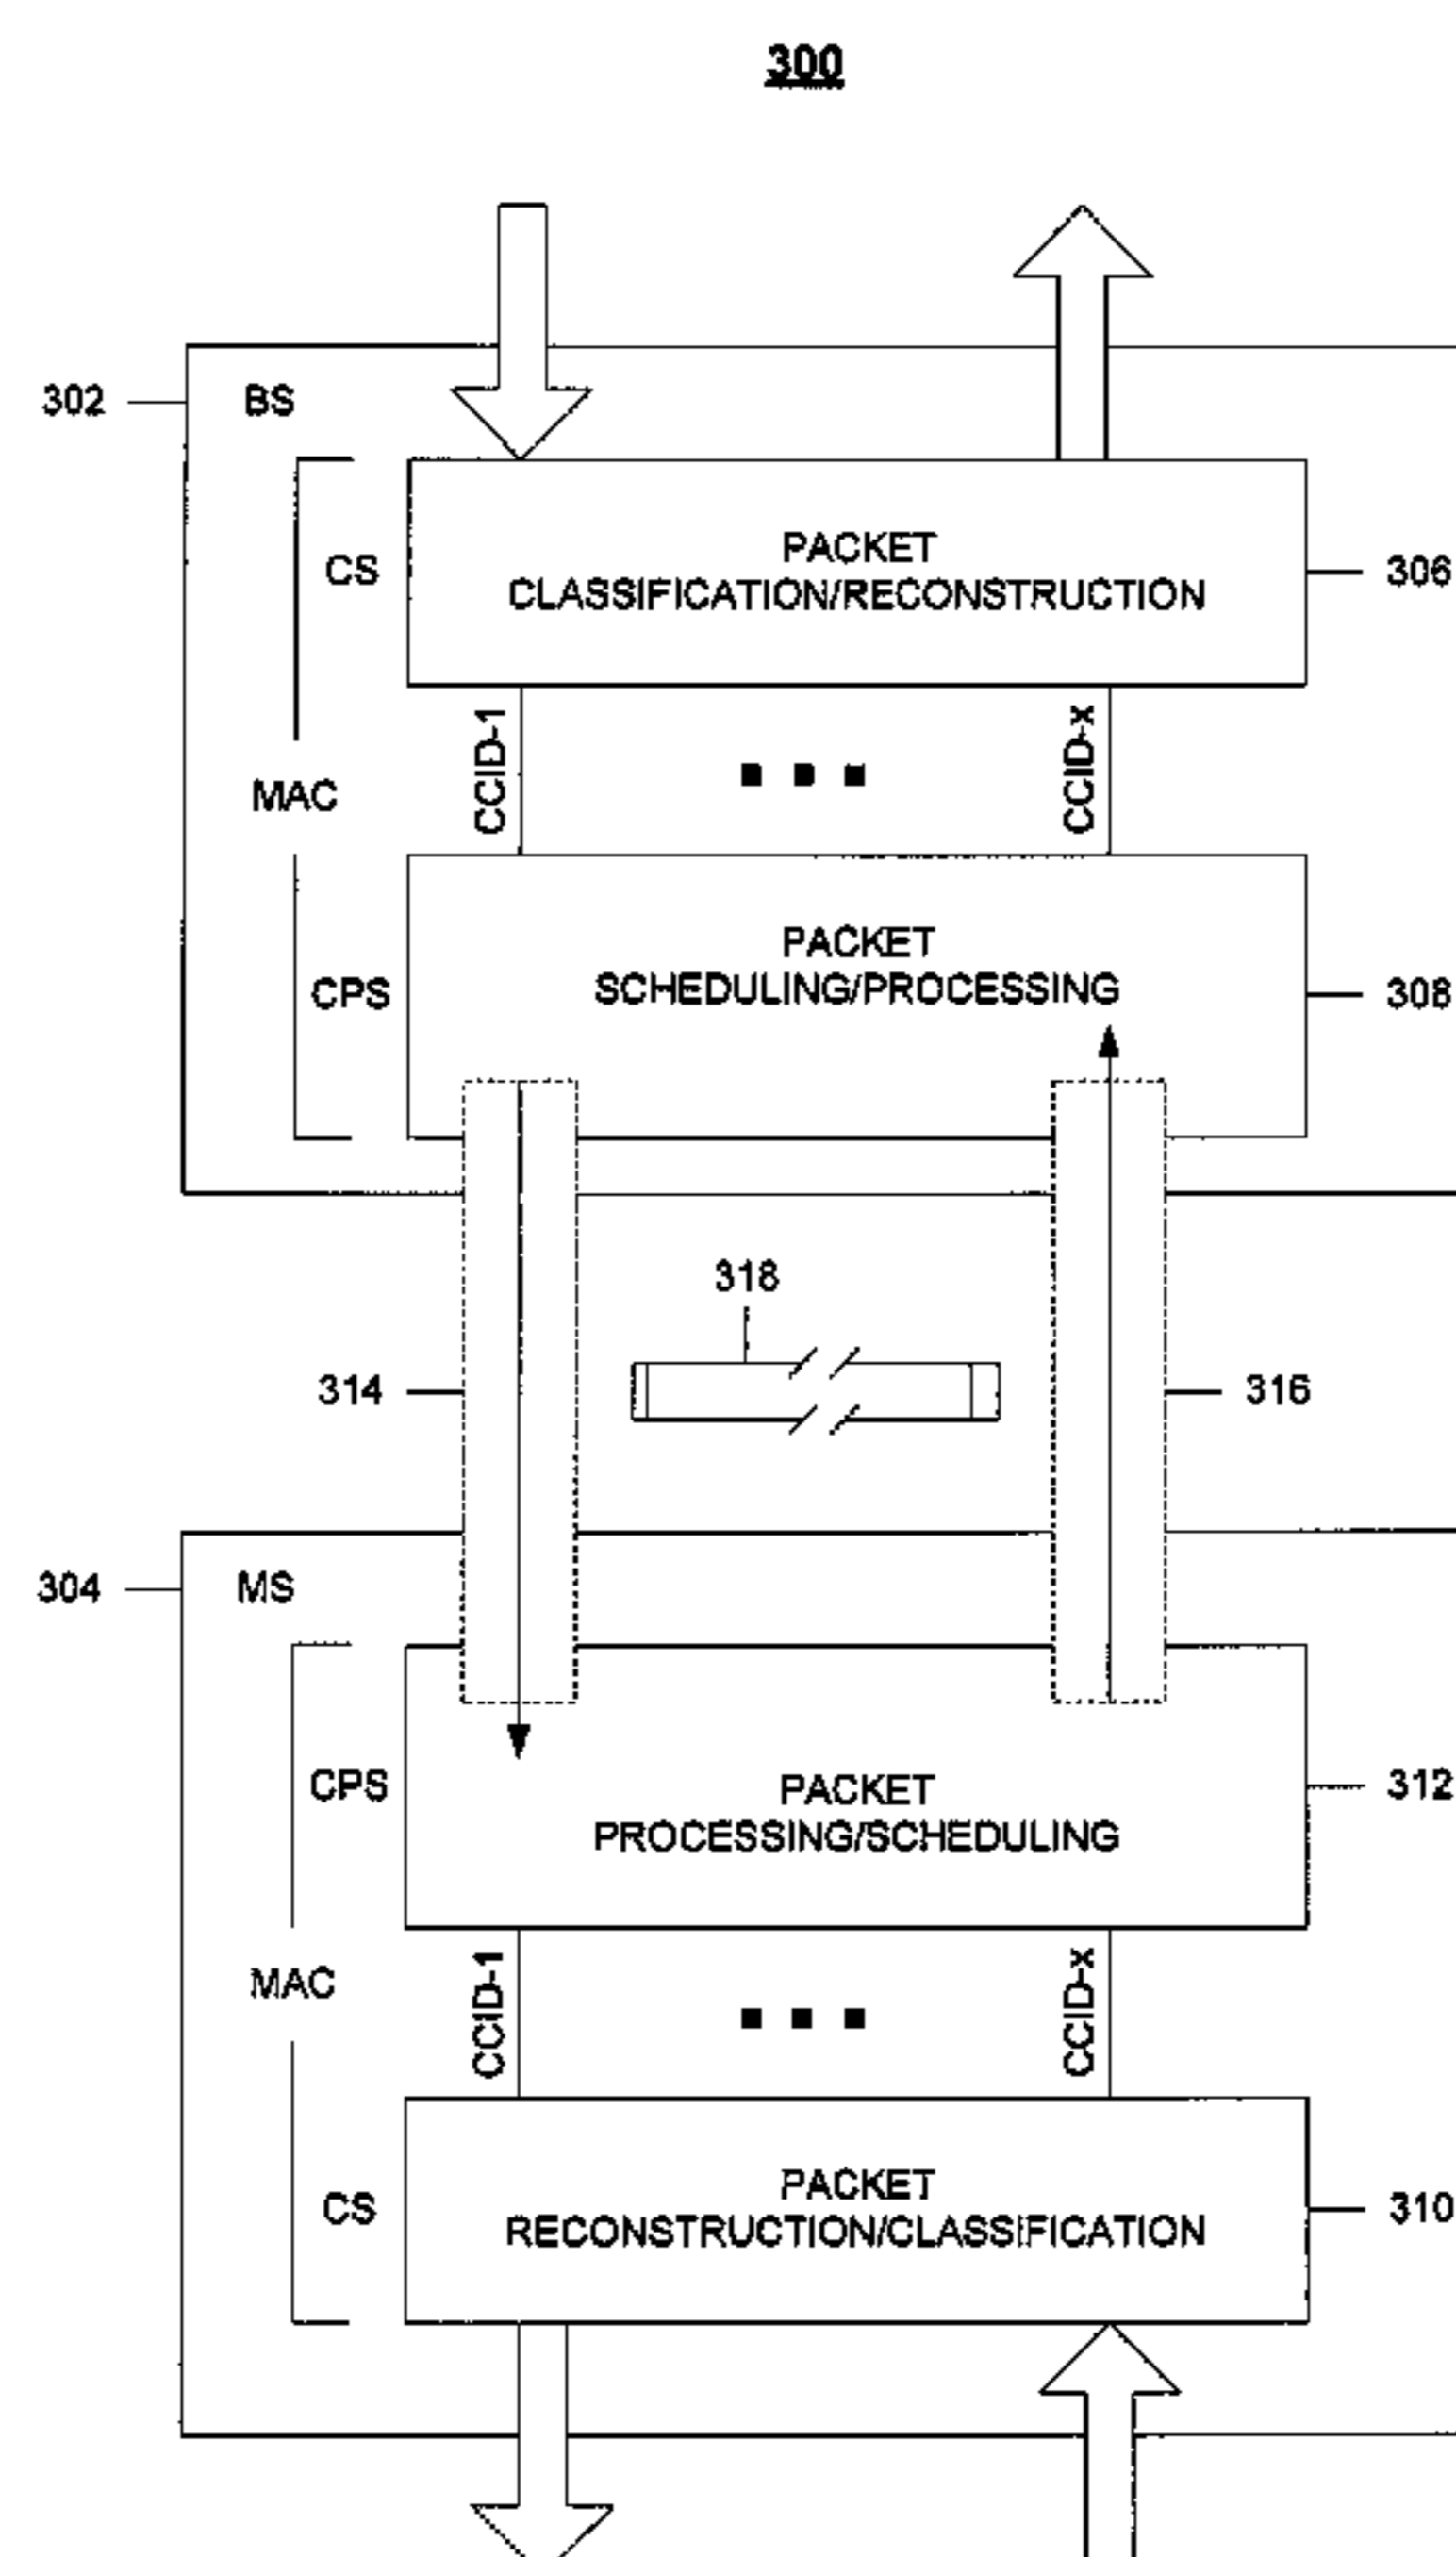 300
302
BS
CS
PACKET
CLASSIFICATION/RECONSTRUCTION
306
CCID-1
CCID-x
MAC
CPS
PACKET
SCHEDULING/PROCESSING
308
318
314
316
304
MS
CPS
PACKET
PROCESSING/SCHEDULING
312
CCID-1
CCID-x
MAC
CS
PACKET
RECONSTRUCTION/CLASSIFICATION
310